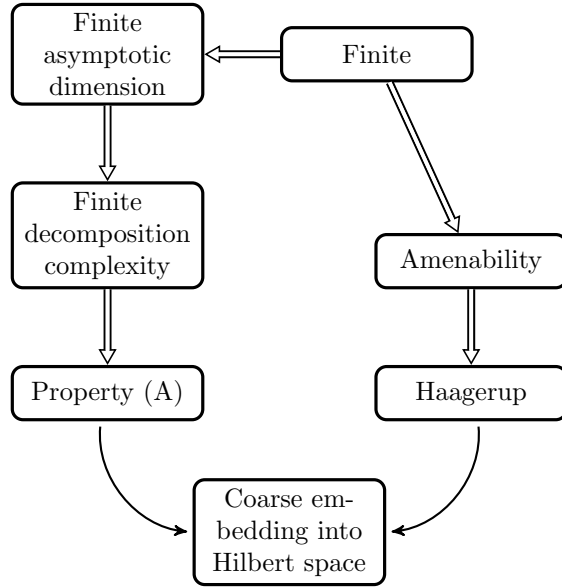 Finite
asymptotic
dimension
Finite
Finite
decomposition
complexity
Amenability
Property (A)
Haagerup
Coarse em-
bedding into
Hilbert space